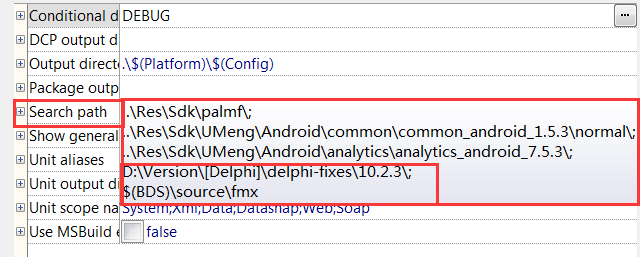 Conditional d DEBUG ...
DCP output d
Output direct .\$(Platform)\$(Config)
Package outp
Search path
..\Res\Sdk\palmf\;
..\Res\Sdk\UMeng\Android\common\common_android_1.5.3\normal\;
Show general
..\Res\Sdk\UMeng\Android\analytics\analytics_android_7.5.3\;
Unit aliases
D:\Version\[Delphi]\delphi-fixes\10.2.3\;
Unit output di
$(BDS)\source\fmx
Unit scope na System;Xml;Data;Datasnap;Web;Soap
Use MSBuild e false